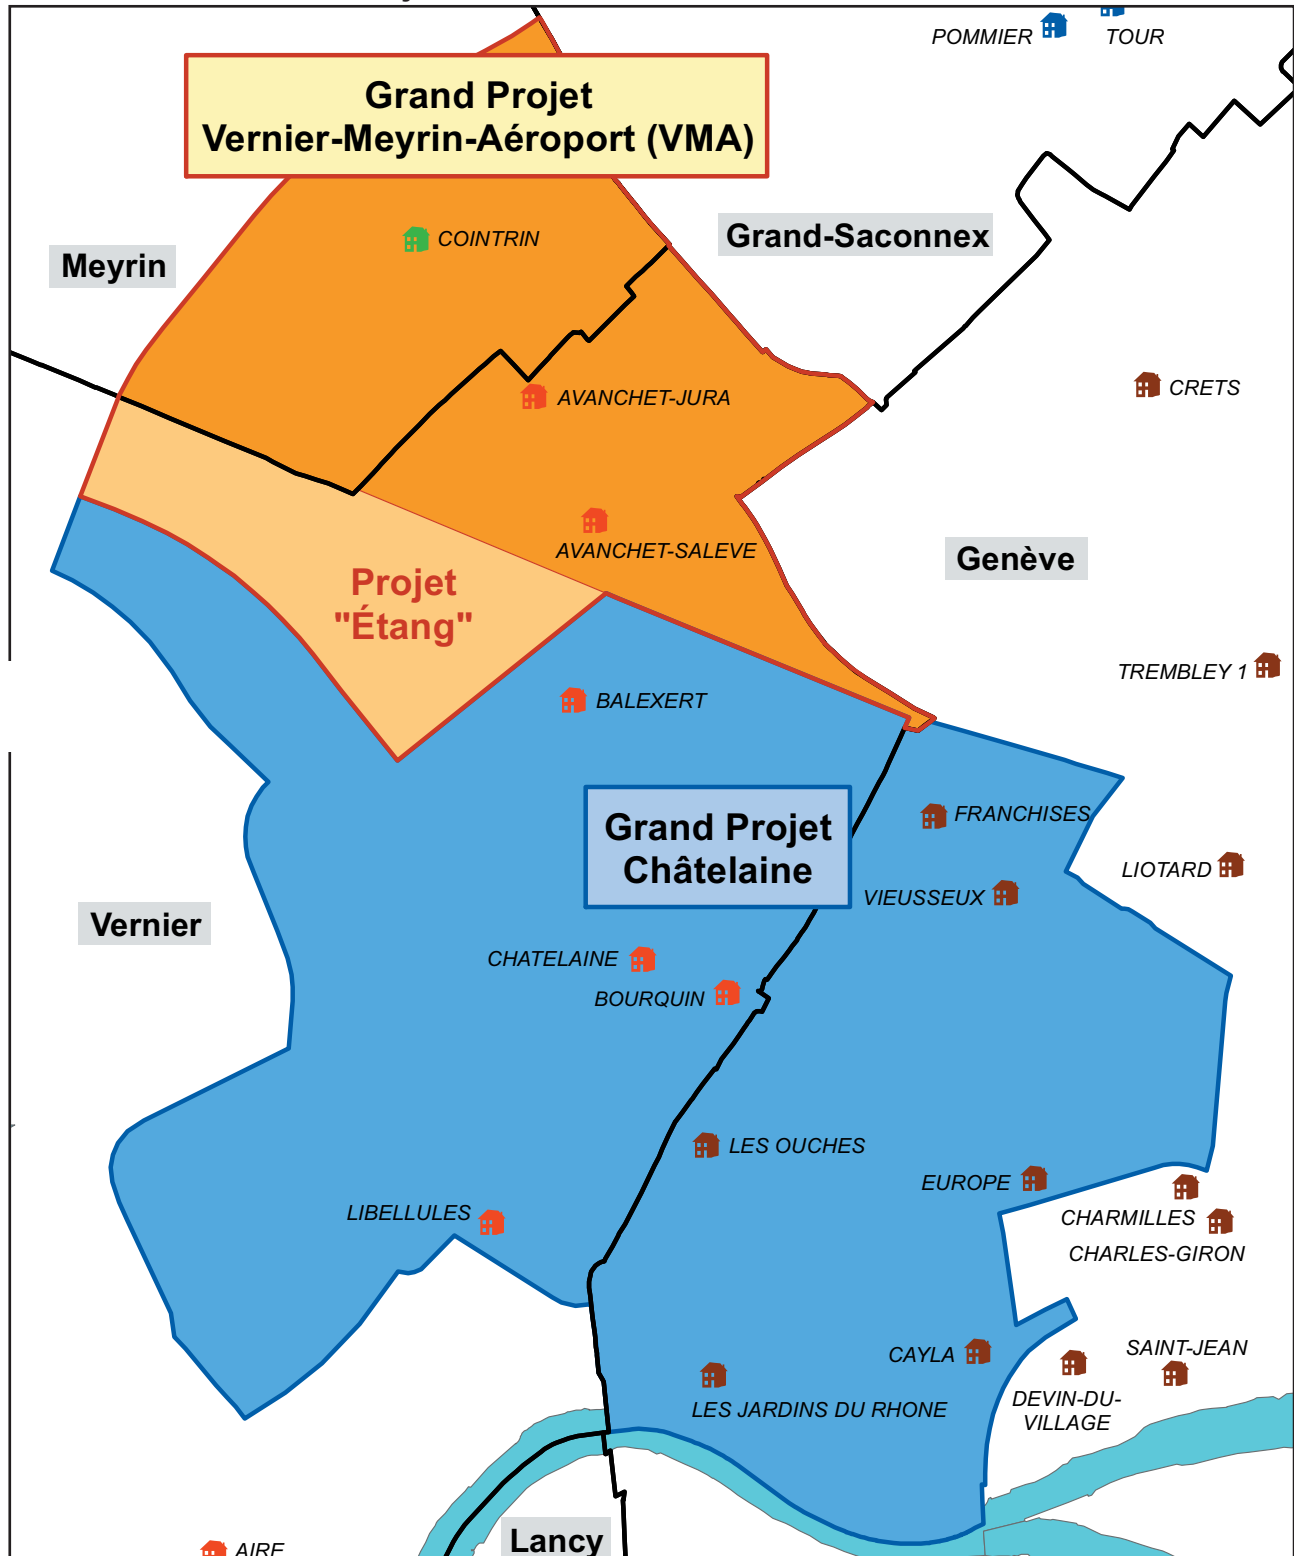 POMMIER
TOUR
Grand Projet
Vernier-Meyrin-Aéroport (VMA)
COINTRIN
Grand-Saconnex
Meyrin
CRETS
AVANCHET-JURA
AVANCHET-SALEVE
Genève
Projet
"Étang"
TREMBLEY 1
BALEXERT
FRANCHISES
Grand Projet
Châtelaine
LIOTARD
VIEUSSEUX
Vernier
CHATELAINE
BOURQUIN
LES OUCHES
EUROPE
LIBELLULES
CHARMILLES
CHARLES-GIRON
CAYLA
SAINT-JEAN
LES JARDINS DU RHONE
DEVIN-DU-
VILLAGE
Lancy
AIRE